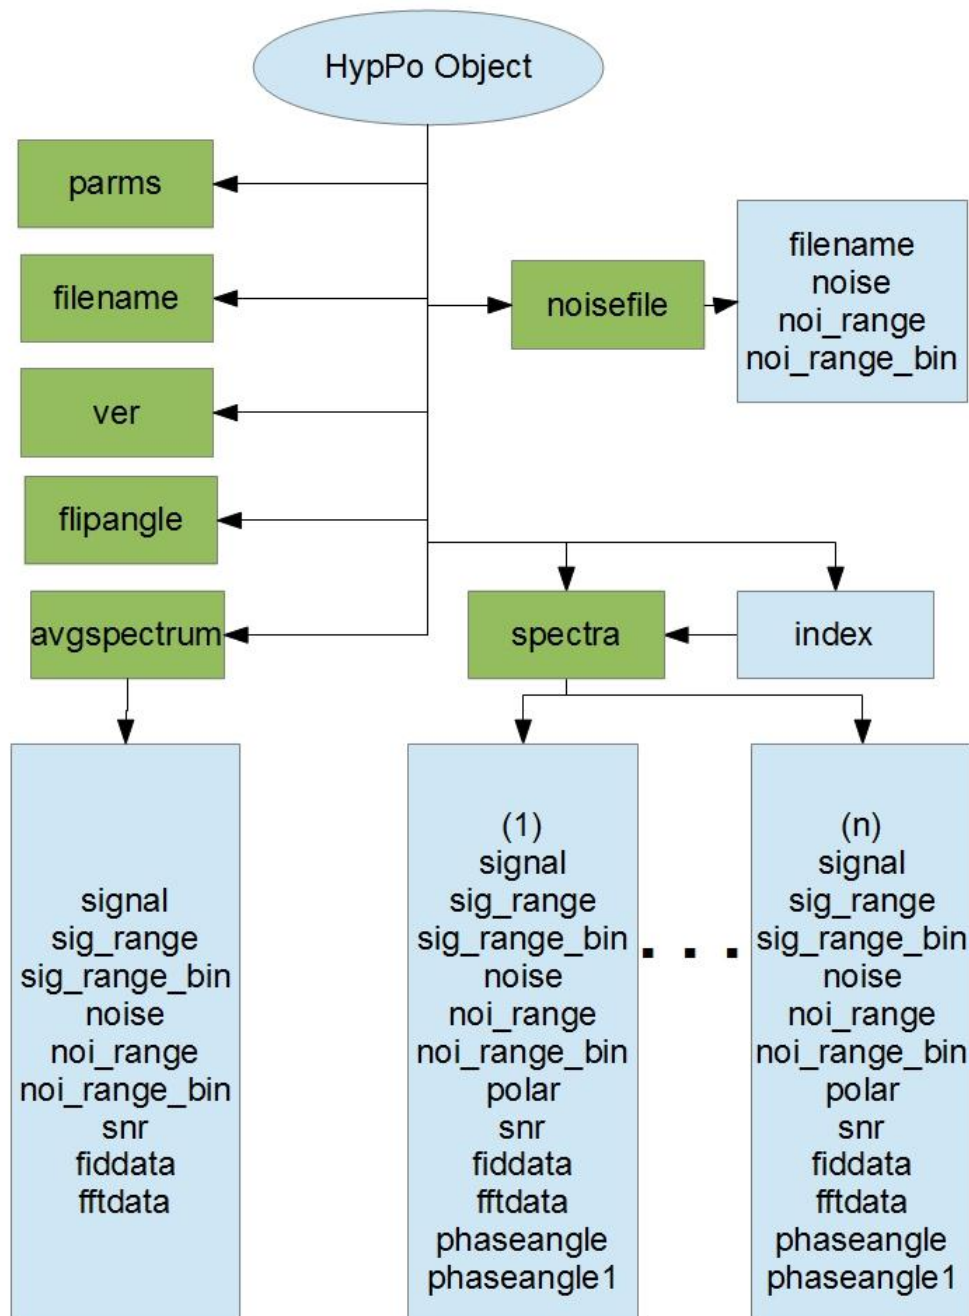 HypPo Object
parms
filename
noisefile
filename
noise
noi_range
noi_range_bin
ver
flipangle
avgspectrum
spectra
index
signal
sig_range
sig_range_bin
noise
noi_range
noi_range_bin
snr
fiddata
fftdata
(1)
signal
sig_range
sig_range_bin
noise
noi_range
noi_range_bin
polar
snr
fiddata
fftdata
phaseangle
phaseangle1
. . .
(n)
signal
sig_range
sig_range_bin
noise
noi_range
noi_range_bin
polar
snr
fiddata
fftdata
phaseangle
phaseangle1